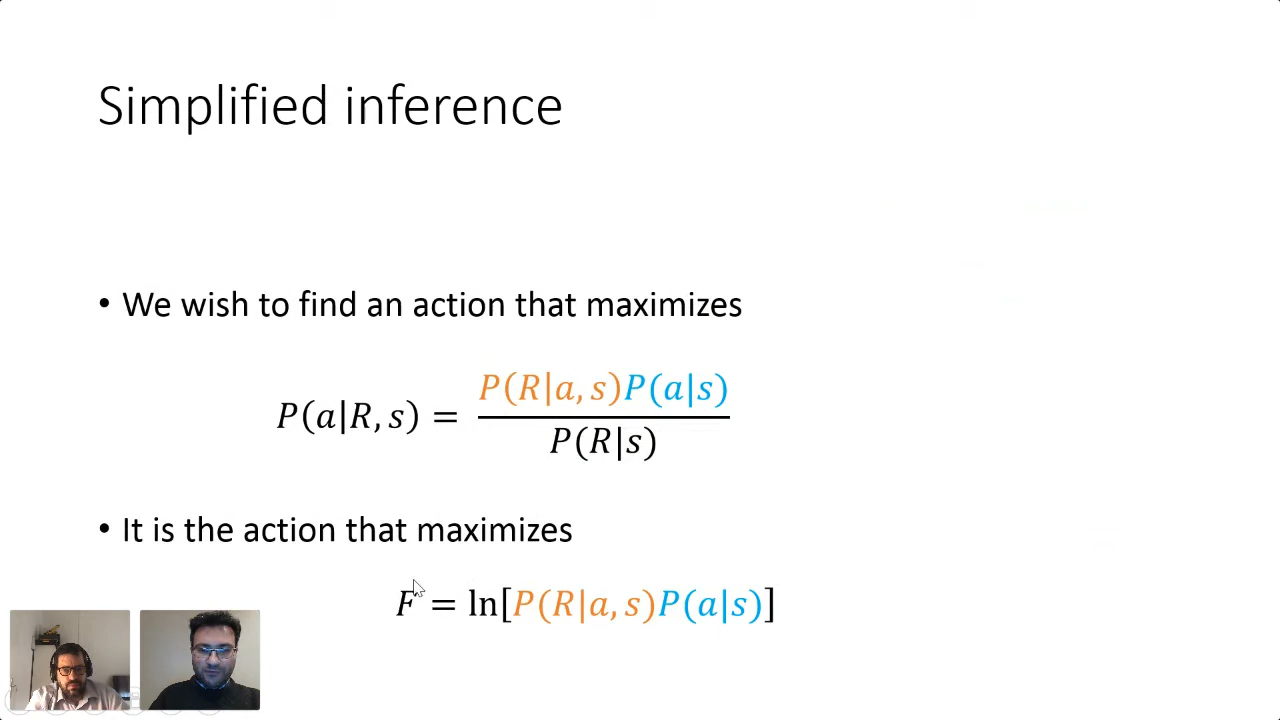 Simplified inference
• We wish to find an action that maximizes
P(a|R, s) = P(R|a, s)P(a|s) / P(R|s)
• It is the action that maximizes
F = ln[P(R|a, s)P(a|s)]